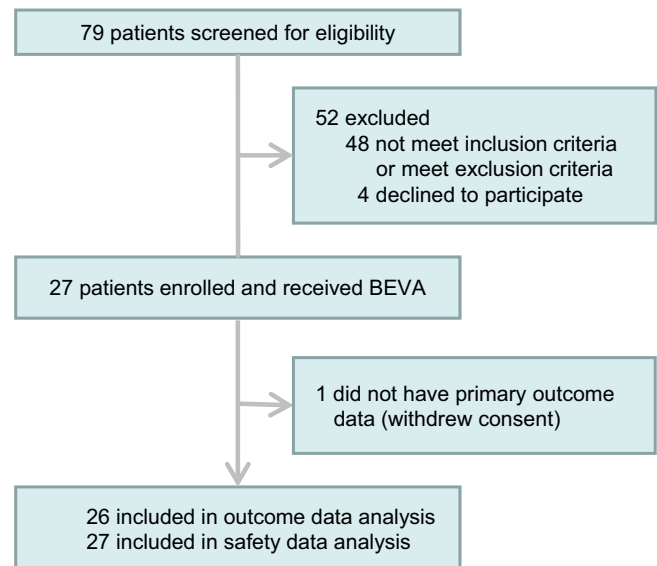 79 patients screened for eligibility
52 excluded
48 not meet inclusion criteria
or meet exclusion criteria
4 declined to participate
27 patients enrolled and received BEVA
1 did not have primary outcome
data (withdrew consent)
26 included in outcome data analysis
27 included in safety data analysis